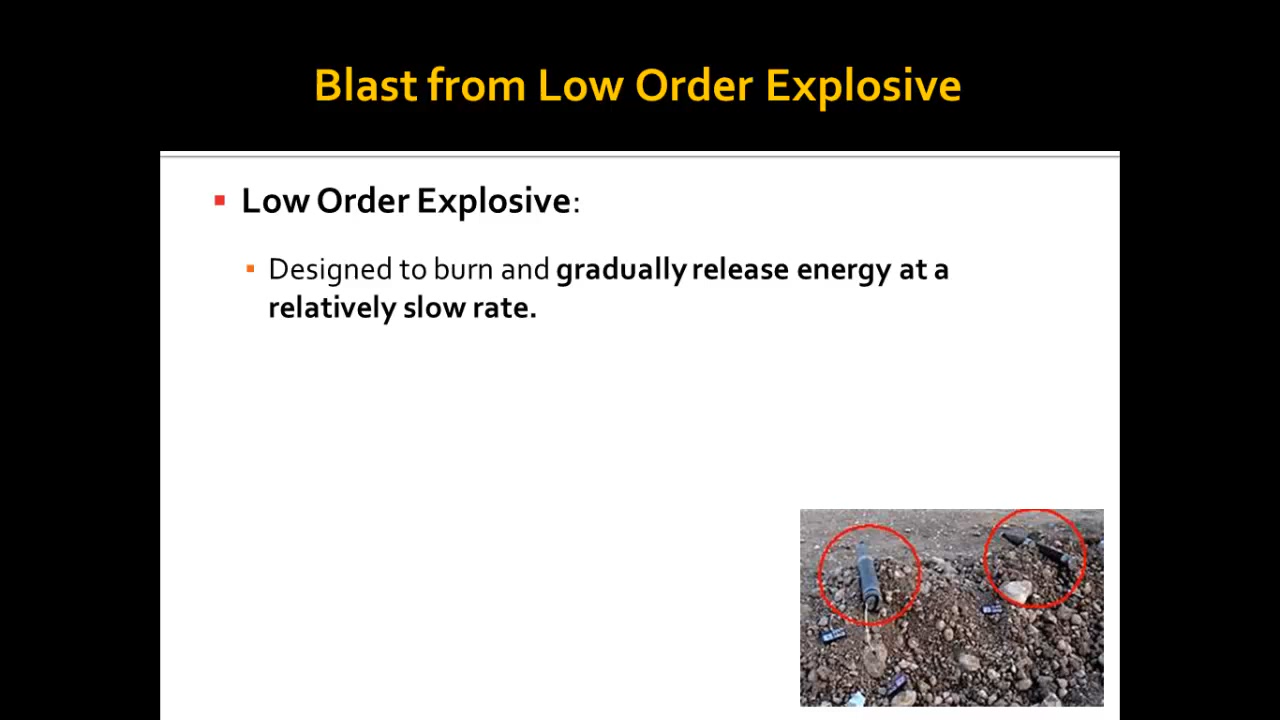 Blast from Low Order Explosive
Low Order Explosive:
Designed to burn and gradually release energy at a
relatively slow rate.